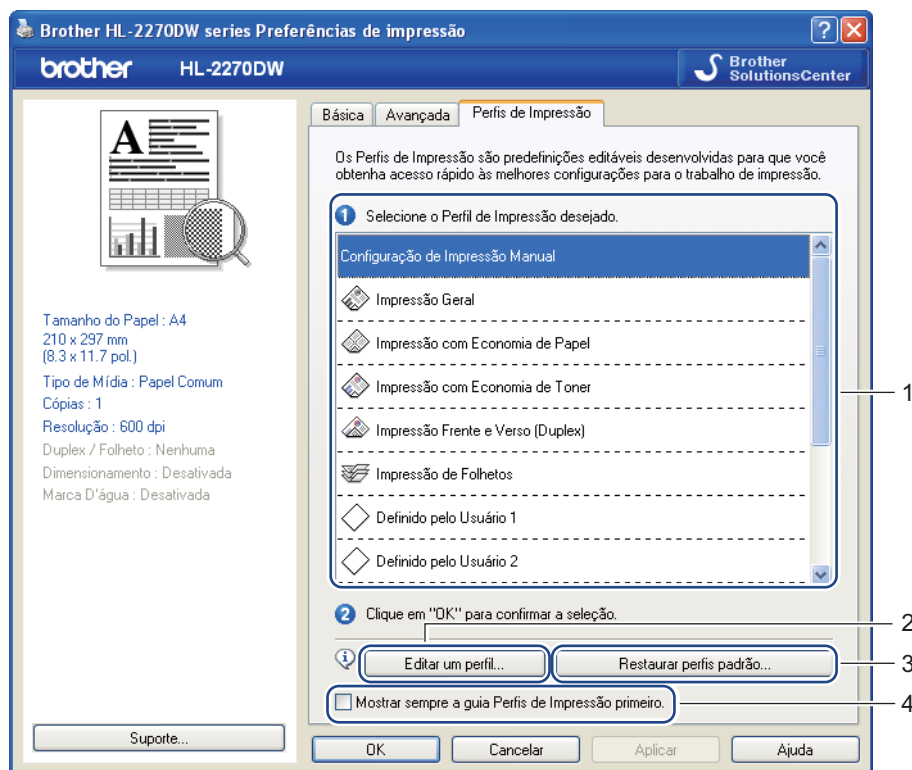 Brother HL-2270DW series Preferências de impressão
brother HL-2270DW
Brother
SolutionsCenter
Básica Avançada Perfis de Impressão
Os Perfis de Impressão são predefinições editáveis desenvolvidas para que você
obtenha acesso rápido às melhores configurações para o trabalho de impressão.
1 Selecione o Perfil de Impressão desejado.
Configuração de Impressão Manual
Impressão Geral
Impressão com Economia de Papel
Impressão com Economia de Toner
Impressão Frente e Verso (Duplex)
Impressão de Folhetos
Definido pelo Usuário 1
Definido pelo Usuário 2
1
2 Clique em "OK" para confirmar a seleção.
2
Editar um perfil... Restaurar perfis padrão...
3
Mostrar sempre a guia Perfis de Impressão primeiro.
4
A
Tamanho do Papel : A4
210 x 297 mm
(8.3 x 11.7 pol.)
Tipo de Mídia : Papel Comum
Cópias : 1
Resolução : 600 dpi
Duplex / Folheto : Nenhuma
Dimensionamento : Desativada
Marca D'água : Desativada
Suporte...
OK Cancelar Aplicar Ajuda